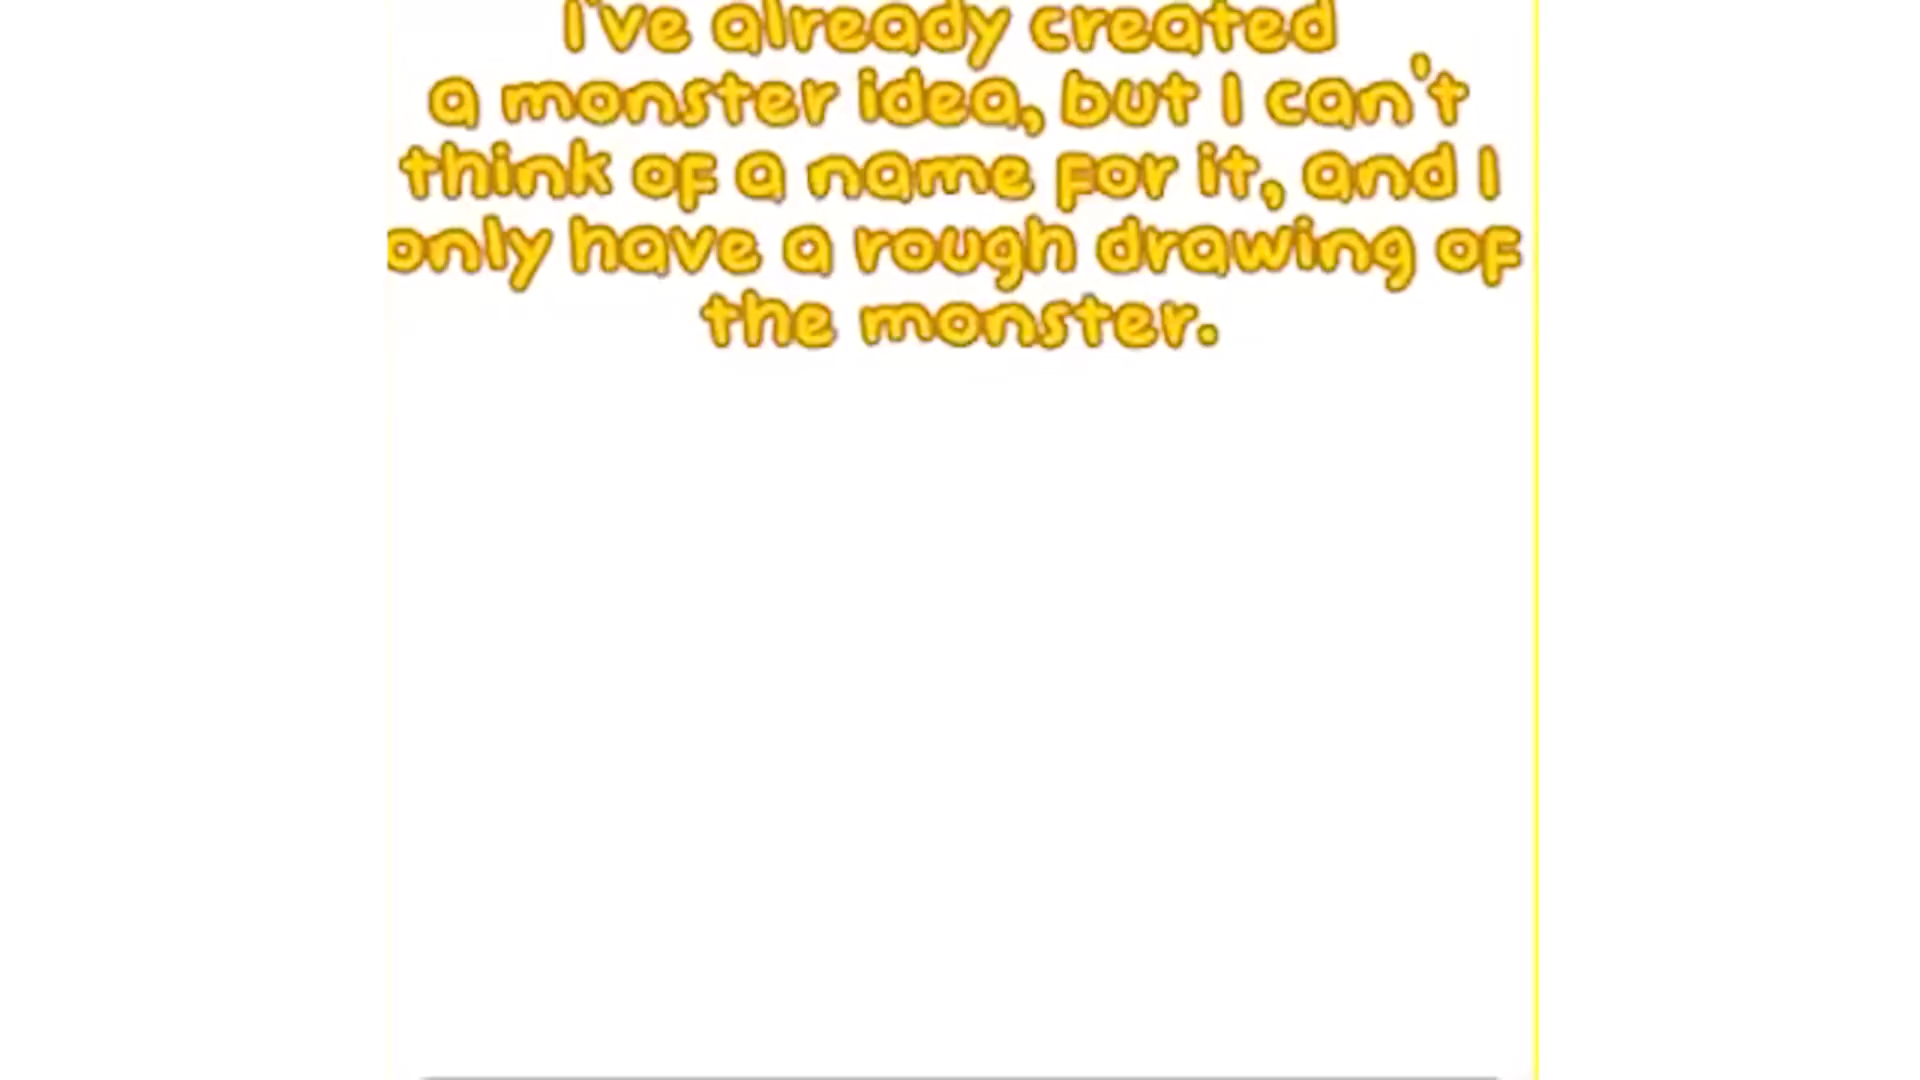 I've already created
a monster idea, but I can't
think of a name for it, and I
only have a rough drawing of
the monster.